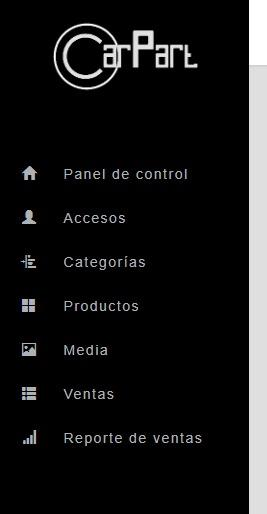 CarPart
Panel de control
Accesos
Categorías
Productos
Media
Ventas
Reporte de ventas